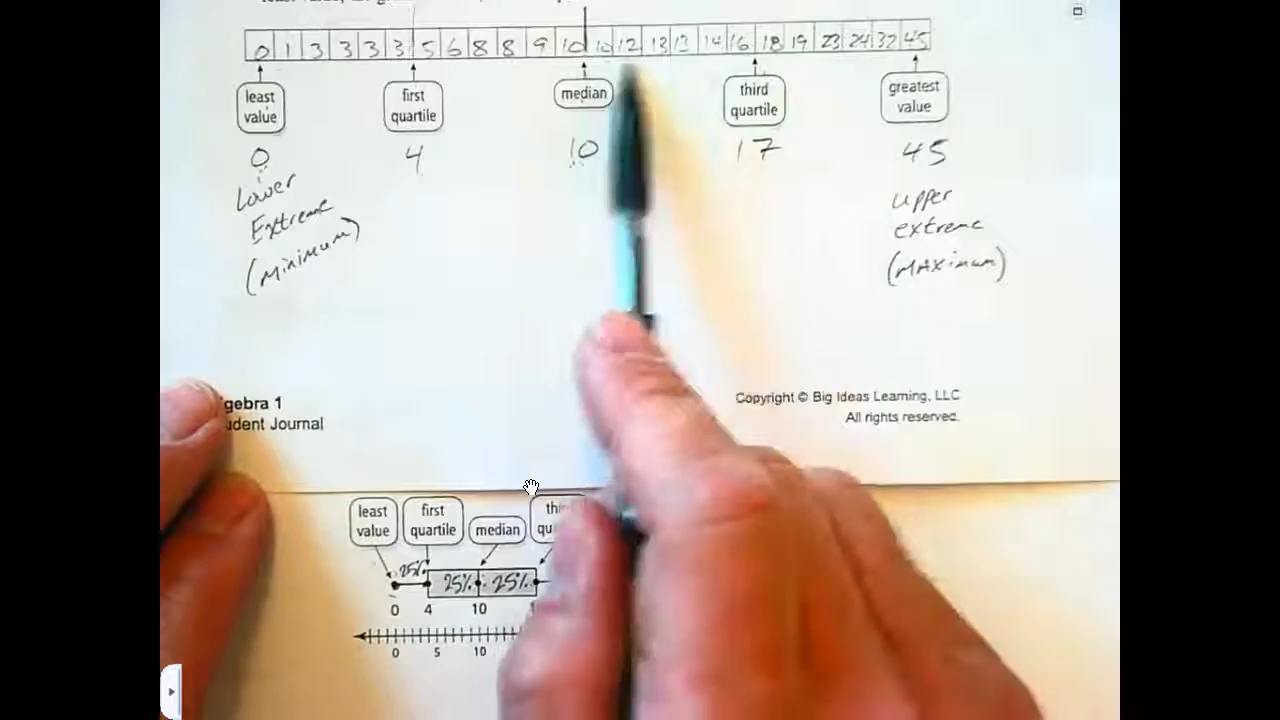 0 1 3 3 3 3 5 6 8 8 9 10 10 12 13 13 14 16 18 19 23 24 32 45
least value
first quartile
median
third quartile
greatest value
0
4
10
17
45
Lower
Extreme
(Minimum)
upper
extreme
(MAXimum)
gebra 1
udent Journal
Copyright © Big Ideas Learning, LLC
All rights reserved.
least value
first quartile
median
25%
25%
25%
0 4 10
0 5 10